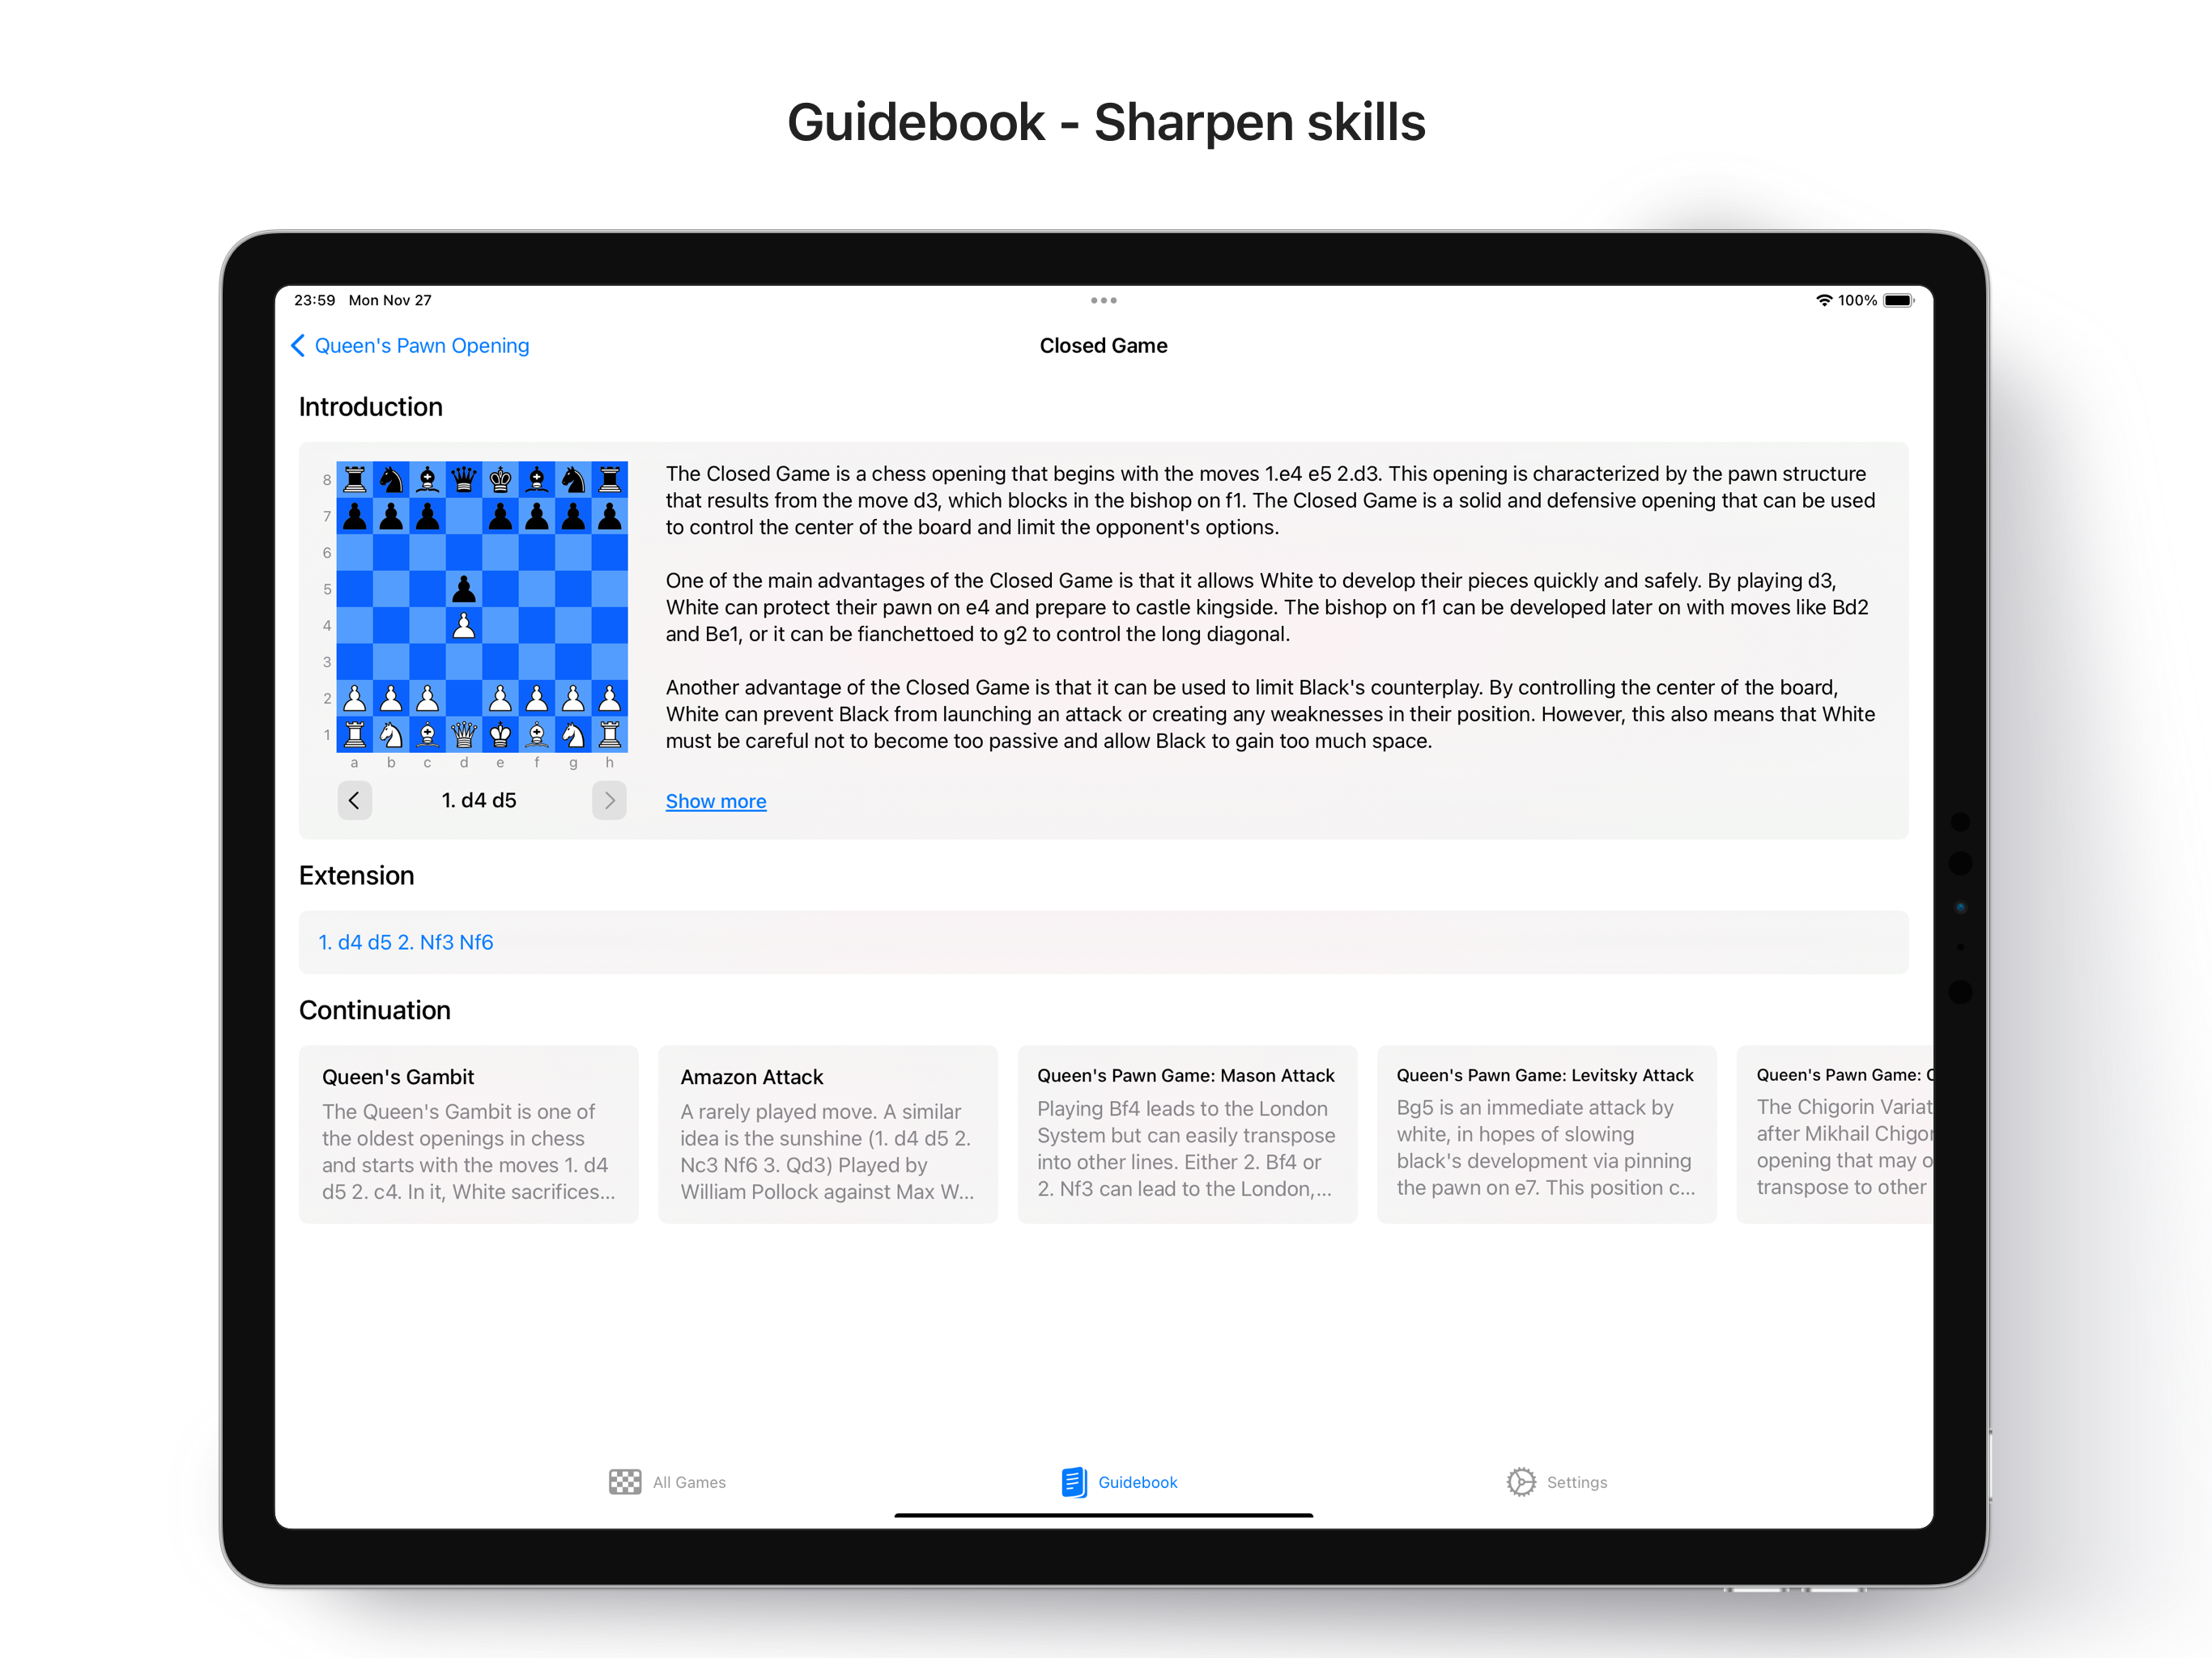 Guidebook - Sharpen skills
23:59 Mon Nov 27
100%
Queen's Pawn Opening
Closed Game
Introduction
8
7
6
5
4
3
2
1
a b c d e f g h
1. d4 d5
The Closed Game is a chess opening that begins with the moves 1.e4 e5 2.d3. This opening is characterized by the pawn structure
that results from the move d3, which blocks in the bishop on f1. The Closed Game is a solid and defensive opening that can be used
to control the center of the board and limit the opponent's options.
One of the main advantages of the Closed Game is that it allows White to develop their pieces quickly and safely. By playing d3,
White can protect their pawn on e4 and prepare to castle kingside. The bishop on f1 can be developed later on with moves like Bd2
and Be1, or it can be fianchettoed to g2 to control the long diagonal.
Another advantage of the Closed Game is that it can be used to limit Black's counterplay. By controlling the center of the board,
White can prevent Black from launching an attack or creating any weaknesses in their position. However, this also means that White
must be careful not to become too passive and allow Black to gain too much space.
Show more
Extension
1. d4 d5 2. Nf3 Nf6
Continuation
Queen's Gambit
The Queen's Gambit is one of
the oldest openings in chess
and starts with the moves 1. d4
d5 2. c4. In it, White sacrifices...
Amazon Attack
A rarely played move. A similar
idea is the sunshine (1. d4 d5 2.
Nc3 Nf6 3. Qd3) Played by
William Pollock against Max W...
Queen's Pawn Game: Mason Attack
Playing Bf4 leads to the London
System but can easily transpose
into other lines. Either 2. Bf4 or
2. Nf3 can lead to the London,...
Queen's Pawn Game: Levitsky Attack
Bg5 is an immediate attack by
white, in hopes of slowing
black's development via pinning
the pawn on e7. This position c...
Queen's Pawn Game:
The Chigorin Variat
after Mikhail Chigor
opening that may o
transpose to other
All Games
Guidebook
Settings